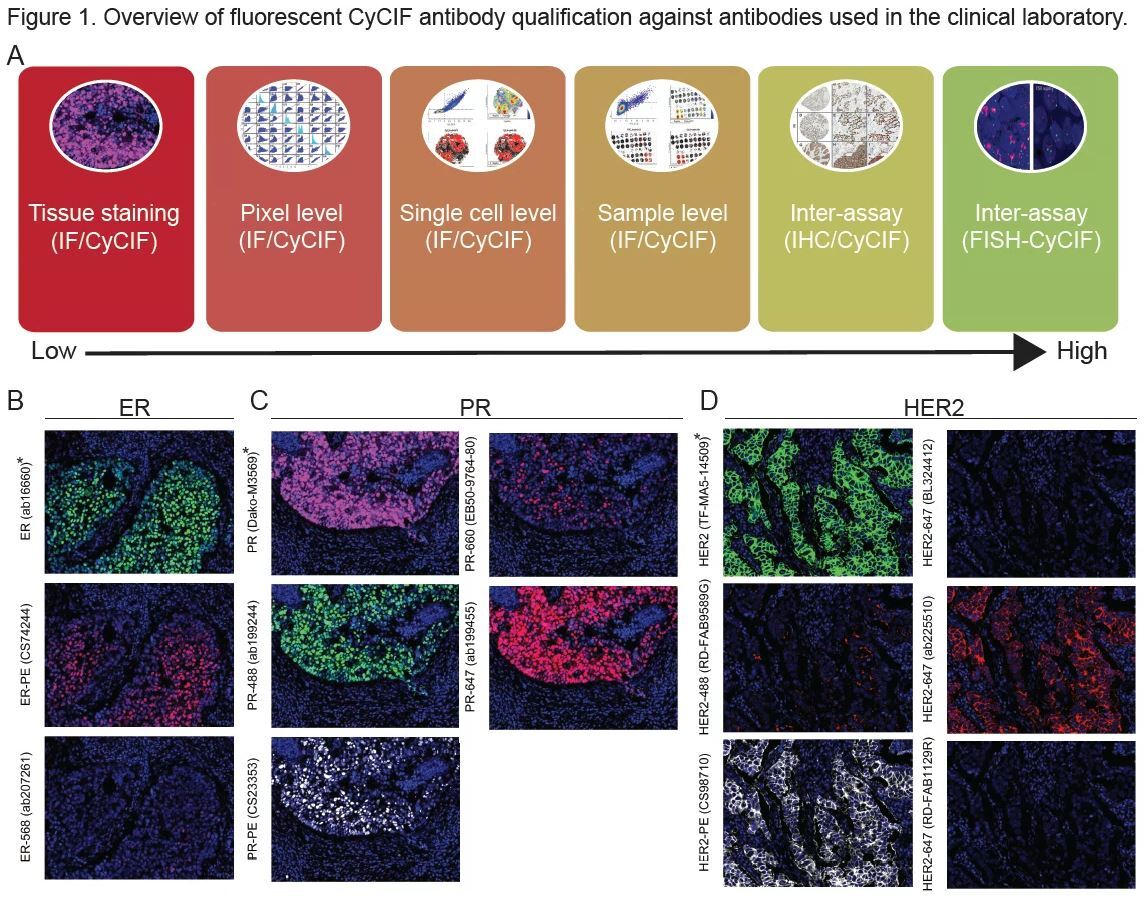 Figure 1. Overview of fluorescent CyCIF antibody qualification against antibodies used in the clinical laboratory.
A
Tissue staining
(IF/CyCIF)
Pixel level
(IF/CyCIF)
Single cell level
(IF/CyCIF)
Sample level
(IF/CyCIF)
Inter-assay
(IHC/CyCIF)
Inter-assay
(FISH-CyCIF)
Low
High
B
ER
ER (ab16660)*
ER-PE (CS74244)
ER-568 (ab207261)
C
PR
PR (Dako-M3569)*
PR-660 (EB50-9764-80)
PR-488 (ab199244)
PR-647 (ab199455)
PR-PE (CS23353)
D
HER2
HER2 (TF-MA5-14509)*
HER2-647 (BL324412)
HER2-488 (RD-FAB9589G)
HER2-647 (ab225510)
HER2-PE (CS98710)
HER2-647 (RD-FAB1129R)